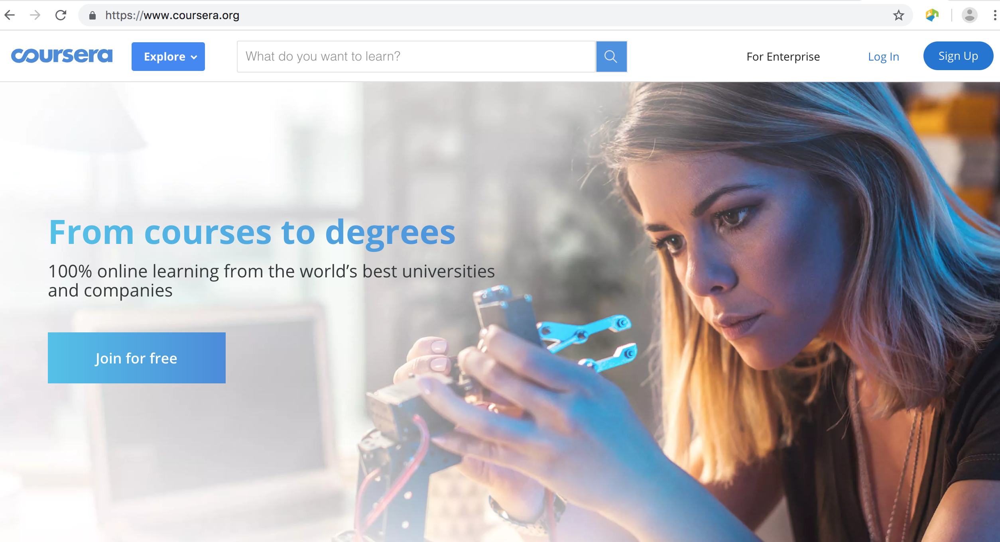 https://www.coursera.org
coursera
Explore
What do you want to learn?
For Enterprise
Log In
Sign Up
From courses to degrees
100% online learning from the world’s best universities
and companies
Join for free